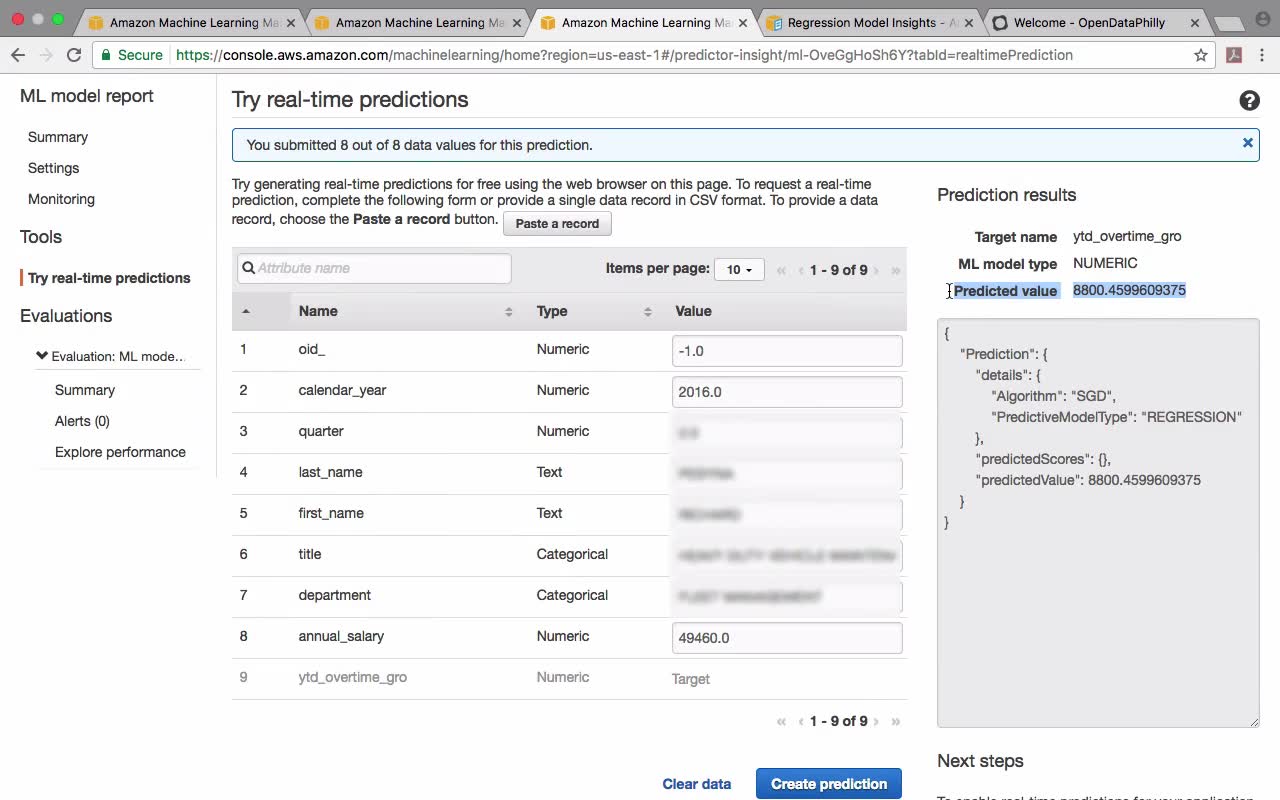 Amazon Machine Learning Ma
Amazon Machine Learning Ma
Amazon Machine Learning Ma
Regression Model Insights - A
Welcome - OpenDataPhilly
Secure https://console.aws.amazon.com/machinelearning/home?region=us-east-1#/predictor-insight/ml-OveGgHoSh6Y?tabId=realtimePrediction
ML model report
Summary
Settings
Monitoring
Tools
Try real-time predictions
Evaluations
Evaluation: ML mode...
Summary
Alerts (0)
Explore performance
Try real-time predictions
You submitted 8 out of 8 data values for this prediction.
Try generating real-time predictions for free using the web browser on this page. To request a real-time
prediction, complete the following form or provide a single data record in CSV format. To provide a data
record, choose the Paste a record button. Paste a record
Attribute name
Items per page: 10 « ‹ 1 - 9 of 9 › »
Name Type Value
1 oid_ Numeric -1.0
2 calendar_year Numeric 2016.0
3 quarter Numeric
4 last_name Text
5 first_name Text
6 title Categorical
7 department Categorical
8 annual_salary Numeric 49460.0
9 ytd_overtime_gro Numeric Target
« ‹ 1 - 9 of 9 › »
Clear data Create prediction
Prediction results
Target name ytd_overtime_gro
ML model type NUMERIC
Predicted value 8800.4599609375
{
"Prediction": {
"details": {
"Algorithm": "SGD",
"PredictiveModelType": "REGRESSION"
},
"predictedScores": {},
"predictedValue": 8800.4599609375
}
}
Next steps
To enable real-time predictions for your application